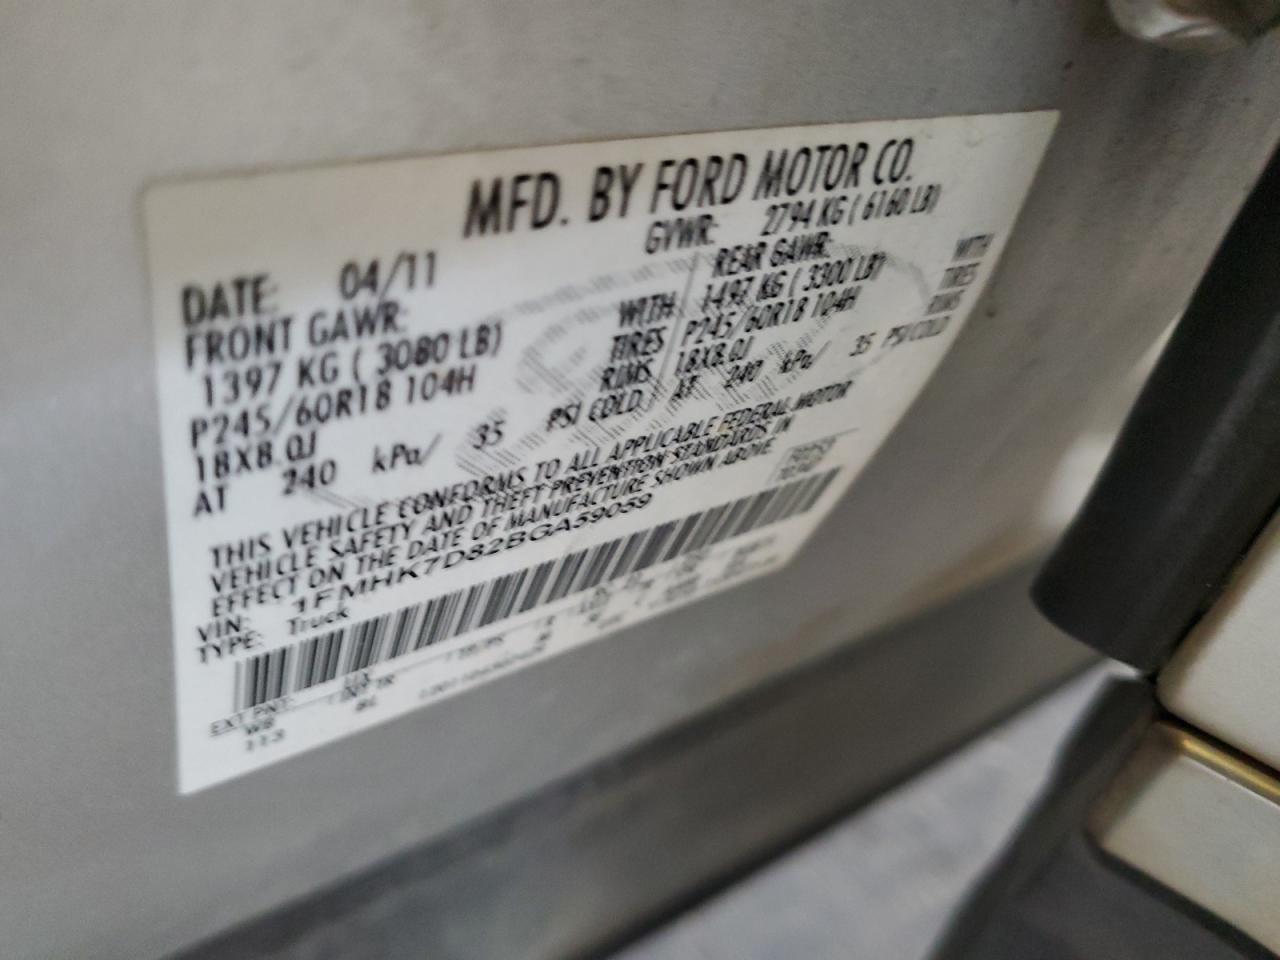 MFD. BY FORD MOTOR CO.
DATE: 04/11
GVWR: 2794 KG ( 6160 LB)
FRONT GAWR:
REAR GAWR:
1397 KG ( 3080 LB)
WITH
1497 KG ( 3300 LB)
WITH
P245/60R18 104H
TIRES
P245/60R18 104H
TIRES
18X8.0J
RIMS
18X8.0J
RIMS
AT 240 kPa/ 35 PSI COLD
AT 240 kPa/ 35 PSI COLD
THIS VEHICLE CONFORMS TO ALL APPLICABLE FEDERAL MOTOR
VEHICLE SAFETY AND THEFT PREVENTION STANDARDS IN
EFFECT ON THE DATE OF MANUFACTURE SHOWN ABOVE.
VIN: 1FMHK7D82BGA59059
TYPE: Truck
EXT PNT:
WB
INT TR
113